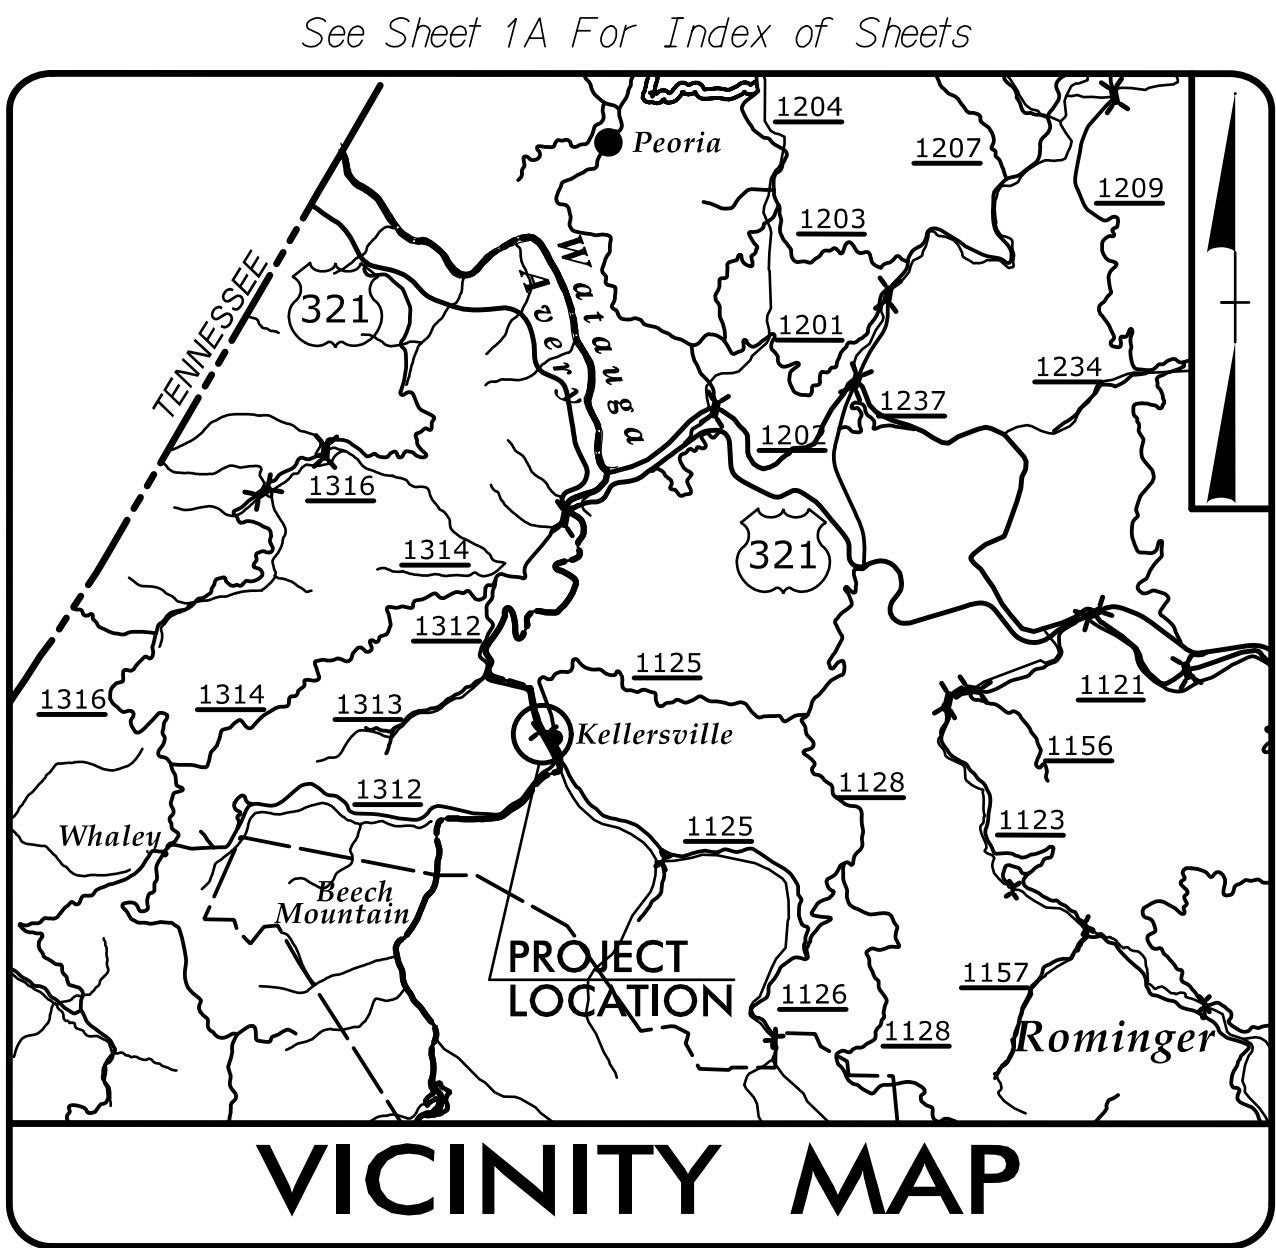 See Sheet 1A For Index of Sheets
1204
Peoria
1207
1209
1203
TENNESSEE
321
Watauga
Avery
1201
1234
1237
1202
1316
1314
321
1312
1125
1316
1314
1313
1121
Kellersville
1156
1312
1128
Whaley
1125
1123
Beech
Mountain
PROJECT
LOCATION
1157
1126
1128
Rominger
VICINITY MAP